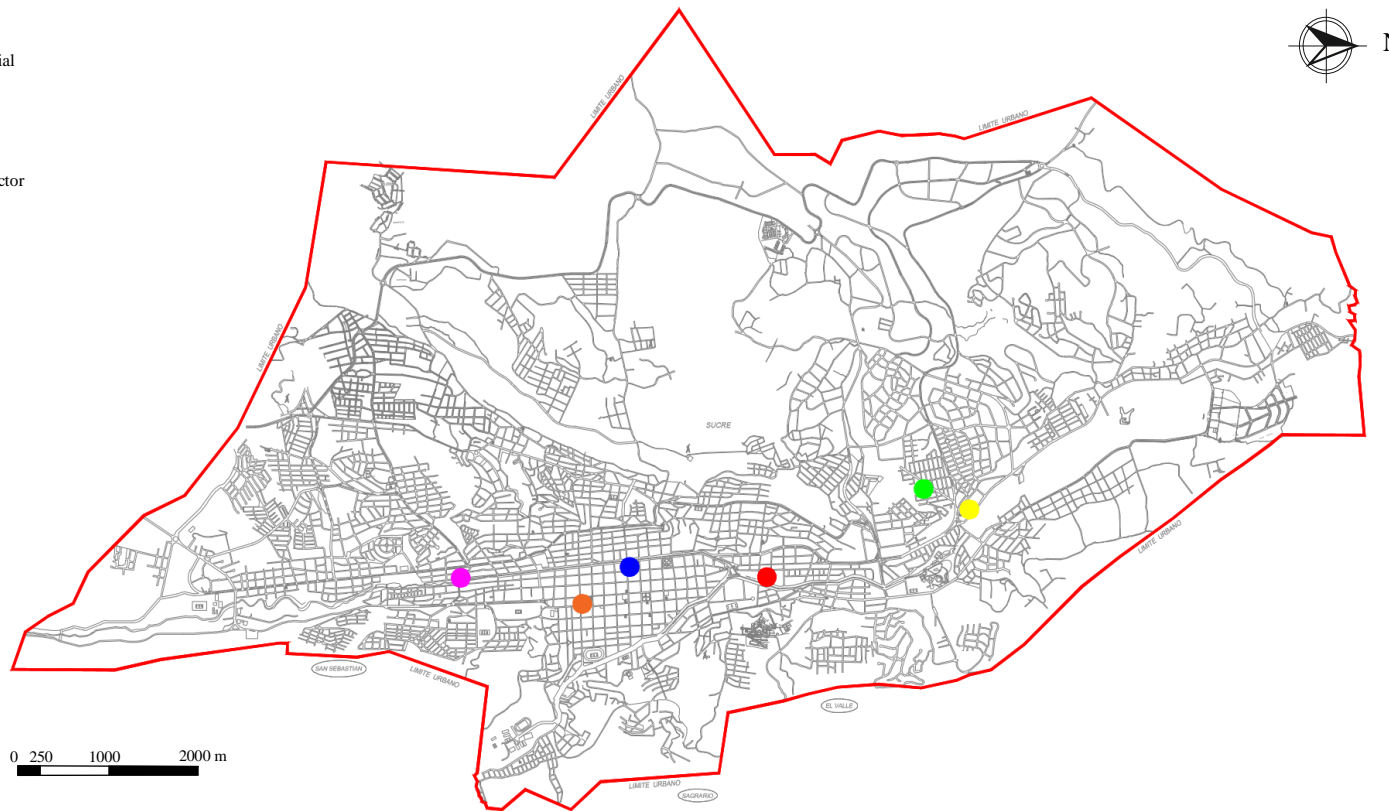 ial
N
LIMITE URBANO
LIMITE URBANO
ctor
LIMITE URBANO
SUCRE
LIMITE URBANO
SAN SEBASTIAN
LIMITE URBANO
EL VALLE
0 250 1000 2000 m
LIMITE URBANO
SAGRARIO